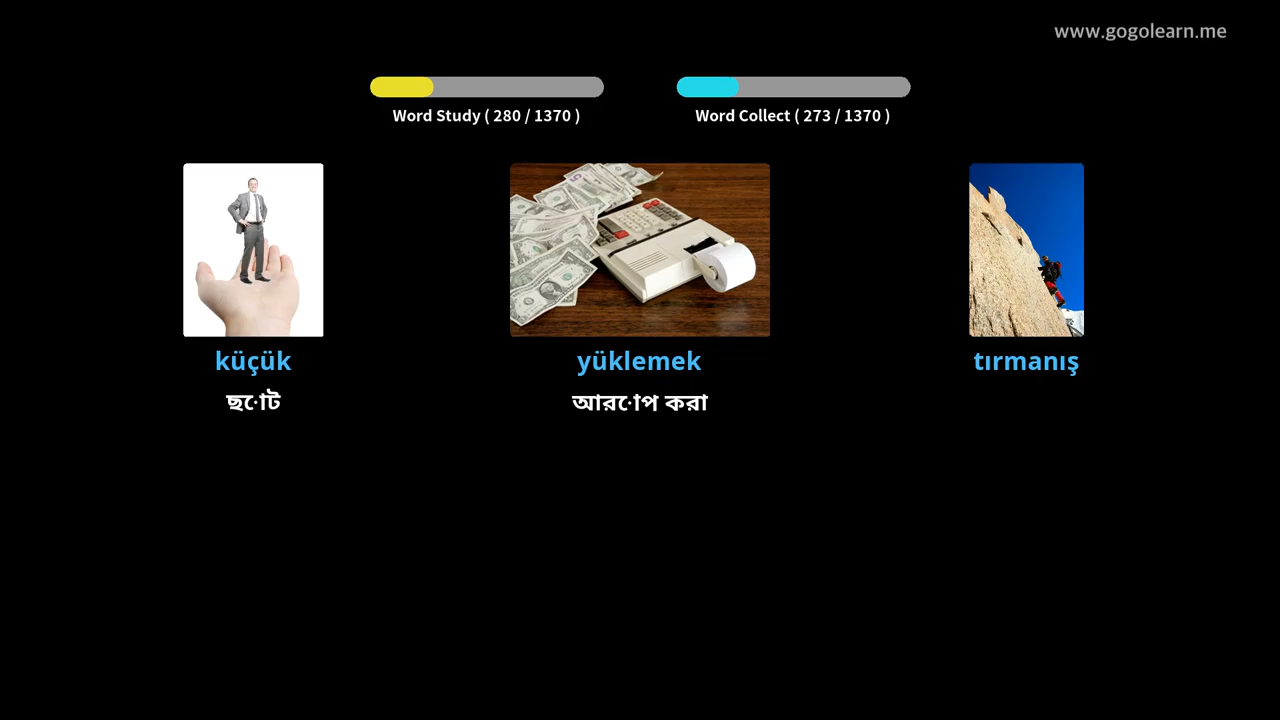 www.gogolearn.me
Word Study ( 280 / 1370 )
Word Collect ( 273 / 1370 )
küçük
yüklemek
tırmanış
ছোট
আরোপ করা